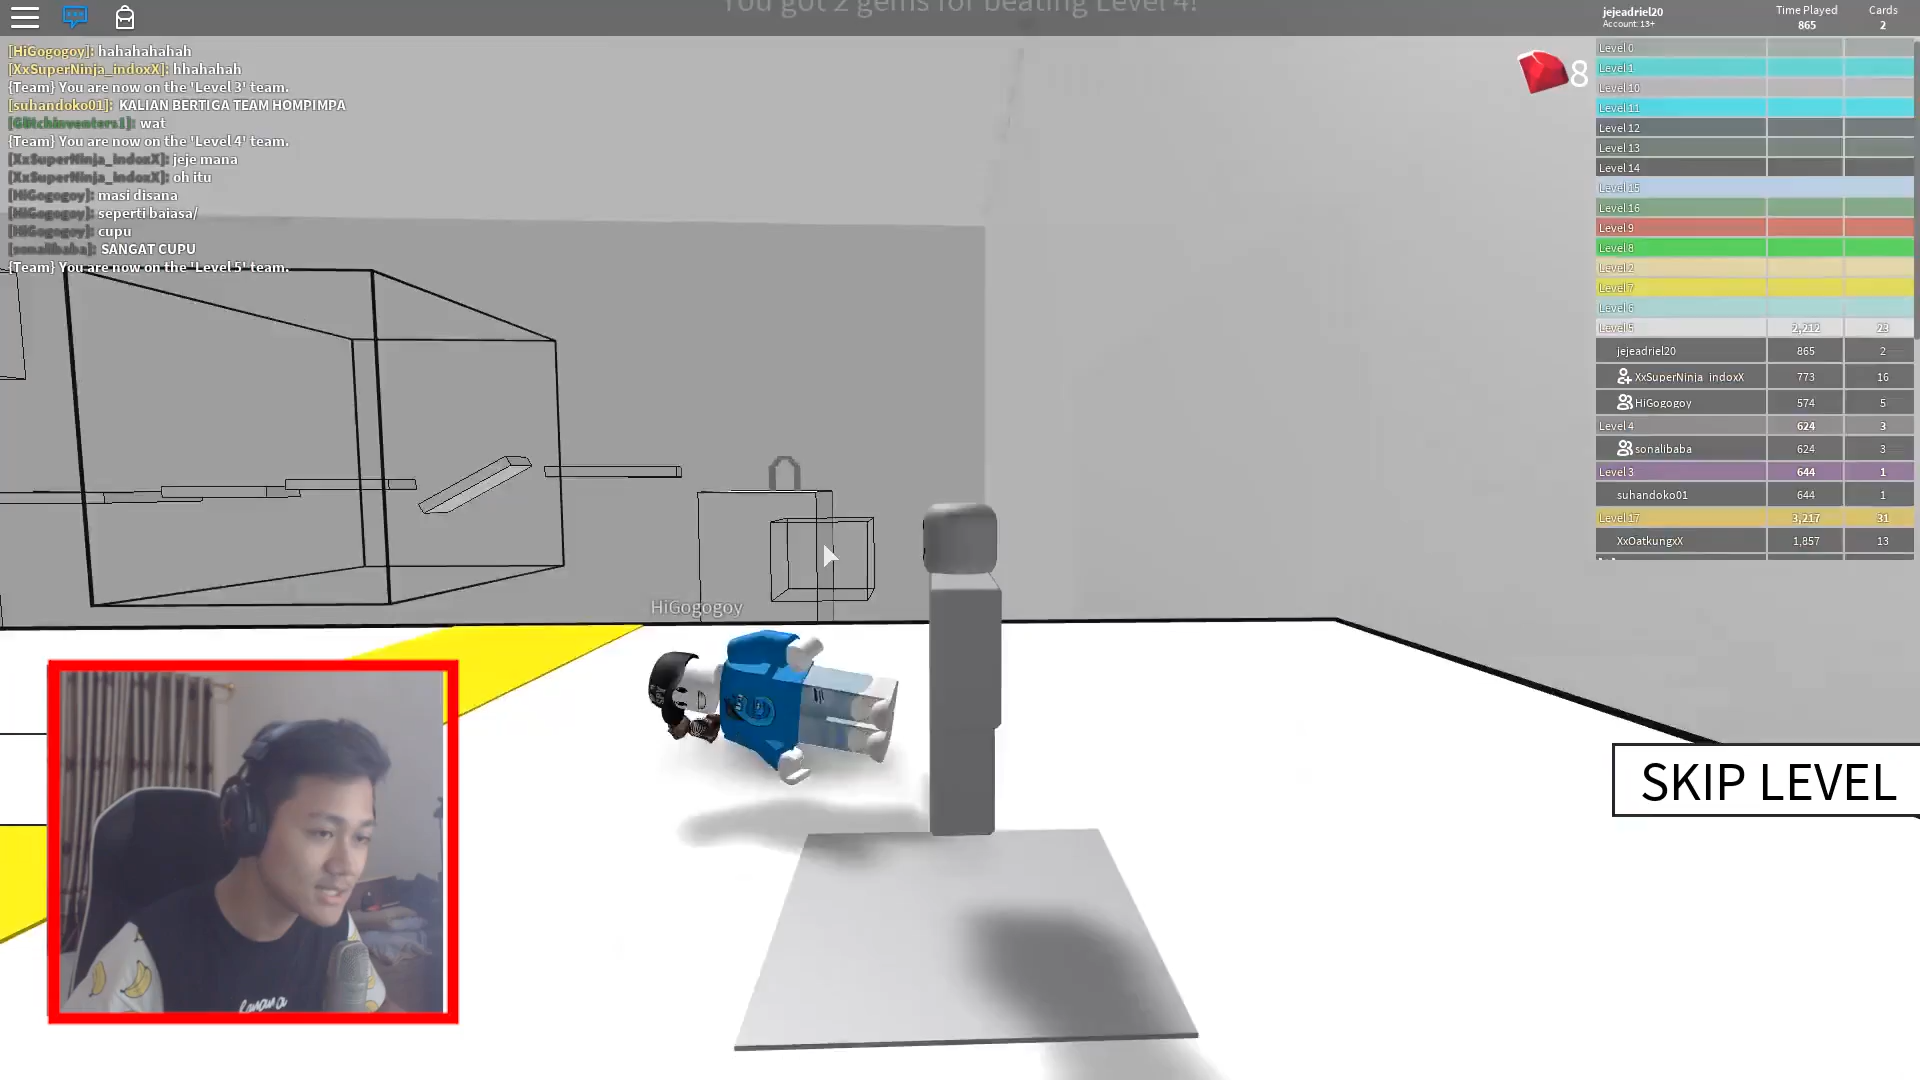 You got 2 gems for beating Level 4!
jejeadriel20
Account: 13+
Time Played
865
Cards
2
[HiGogogoy]: hahahahahah
[XxSuperNinja_indoxX]: hhahahah
{Team} You are now on the 'Level 3' team.
[suhandoko01]: KALIAN BERTIGA TEAM HOMPIMPA
[Glitchinventers1]: wat
{Team} You are now on the 'Level 4' team.
[XxSuperNinja_indoxX]: jeje mana
[XxSuperNinja_indoxX]: oh itu
[HiGogogoy]: masi disana
[HiGogogoy]: seperti baiasa/
[HiGogogoy]: cupu
[sonalibaba]: SANGAT CUPU
{Team} You are now on the 'Level 5' team.
8
Level 0
Level 1
Level 10
Level 11
Level 12
Level 13
Level 14
Level 15
Level 16
Level 9
Level 8
Level 2
Level 7
Level 6
Level 5 2,212 23
jejeadriel20 865 2
XxSuperNinja_indoxX 773 16
HiGogogoy 574 5
Level 4 624 3
sonalibaba 624 3
Level 3 644 1
suhandoko01 644 1
Level 17 3,217 31
XxOatkungxX 1,857 13
HiGogogoy
SKIP LEVEL